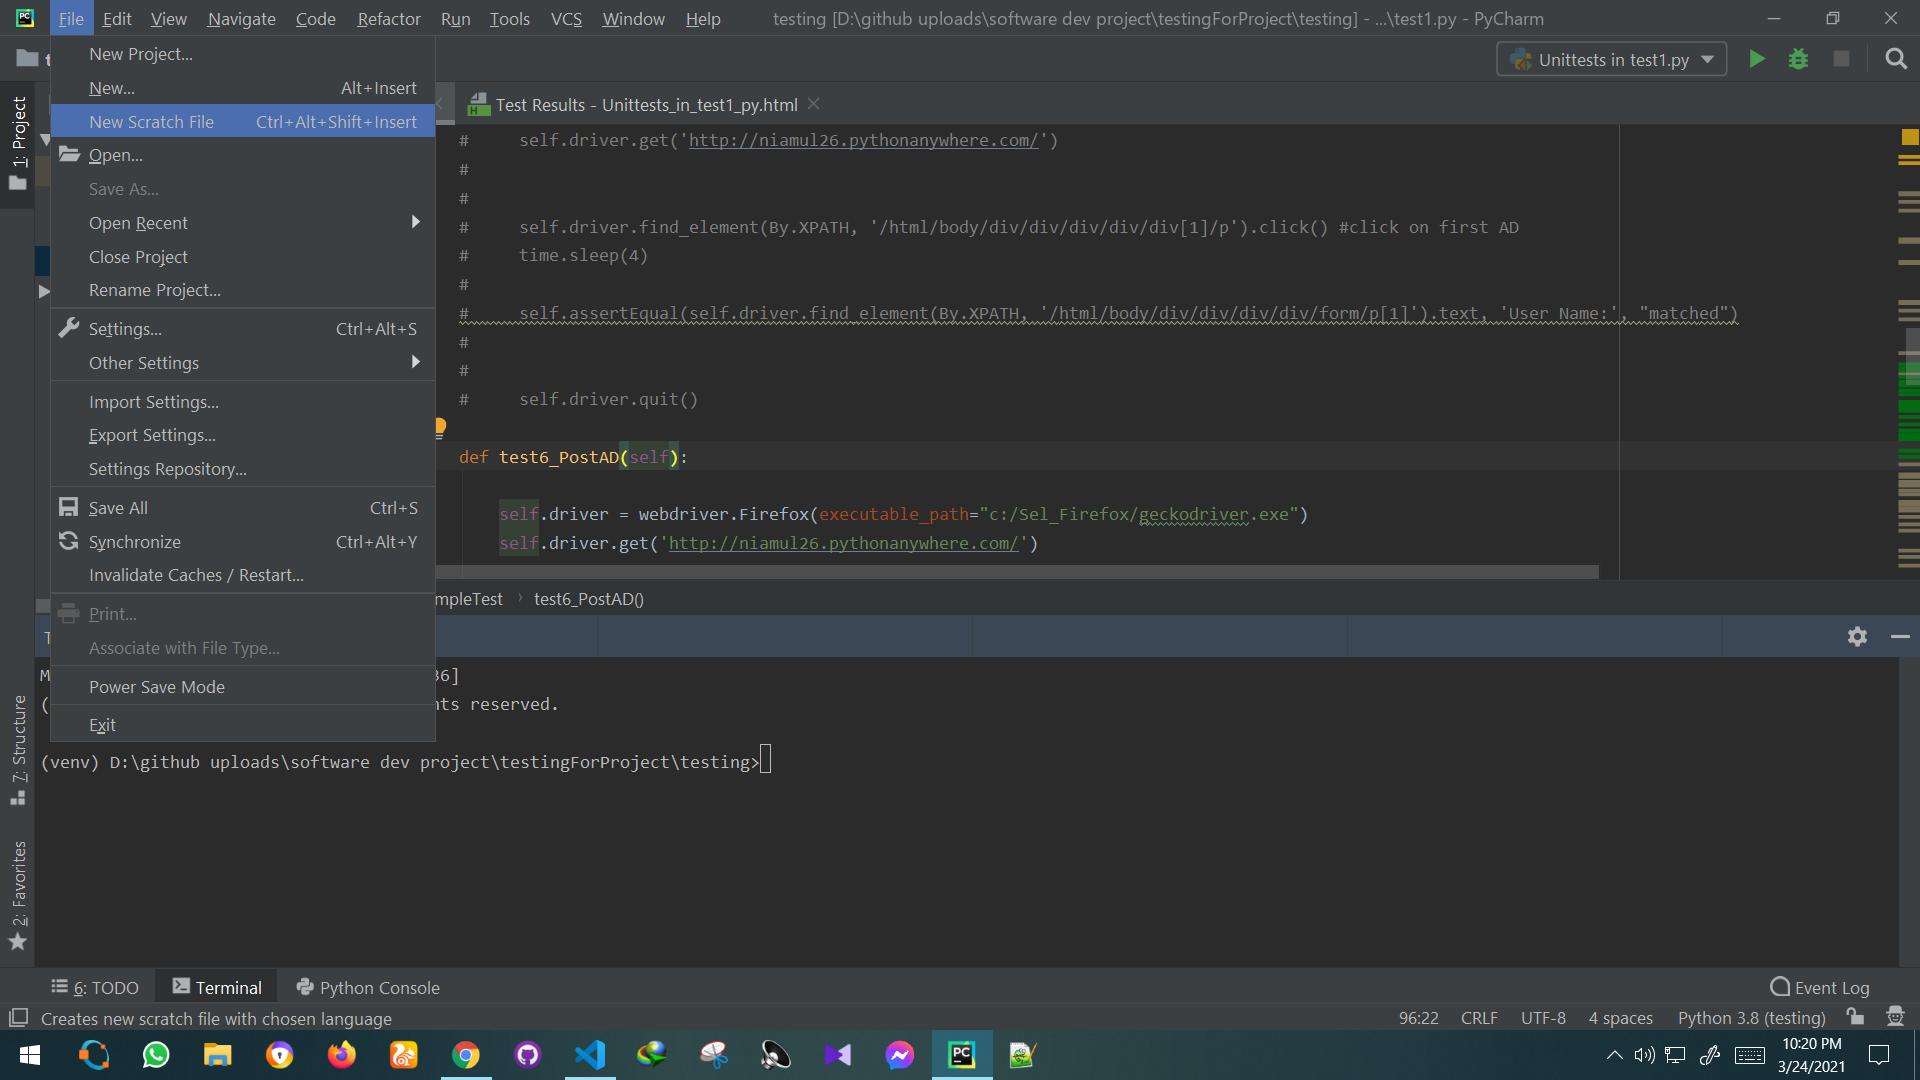 File Edit View Navigate Code Refactor Run Tools VCS Window Help testing [D:\github uploads\software dev project\testingForProject\testing] - ...\test1.py - PyCharm
Unittests in test1.py
New Project...
New... Alt+Insert
New Scratch File Ctrl+Alt+Shift+Insert
Open...
Save As...
Open Recent
Close Project
Rename Project...
Settings... Ctrl+Alt+S
Other Settings
Import Settings...
Export Settings...
Settings Repository...
Save All Ctrl+S
Synchronize Ctrl+Alt+Y
Invalidate Caches / Restart...
Print...
Associate with File Type...
Power Save Mode
Exit
1: Project
7: Structure
2: Favorites
Test Results - Unittests_in_test1_py.html
# self.driver.get('http://niamul26.pythonanywhere.com/')
#
#
# self.driver.find_element(By.XPATH, '/html/body/div/div/div/div/div[1]/p').click() #click on first AD
# time.sleep(4)
#
# self.assertEqual(self.driver.find_element(By.XPATH, '/html/body/div/div/div/div/form/p[1]').text, 'User Name:', "matched")
#
#
# self.driver.quit()
def test6_PostAD(self):
self.driver = webdriver.Firefox(executable_path="c:/Sel_Firefox/geckodriver.exe")
self.driver.get('http://niamul26.pythonanywhere.com/')
mpleTest › test6_PostAD()
M 36]
( nts reserved.
(venv) D:\github uploads\software dev project\testingForProject\testing>
6: TODO Terminal Python Console Event Log
Creates new scratch file with chosen language 96:22 CRLF UTF-8 4 spaces Python 3.8 (testing)
10:20 PM
3/24/2021